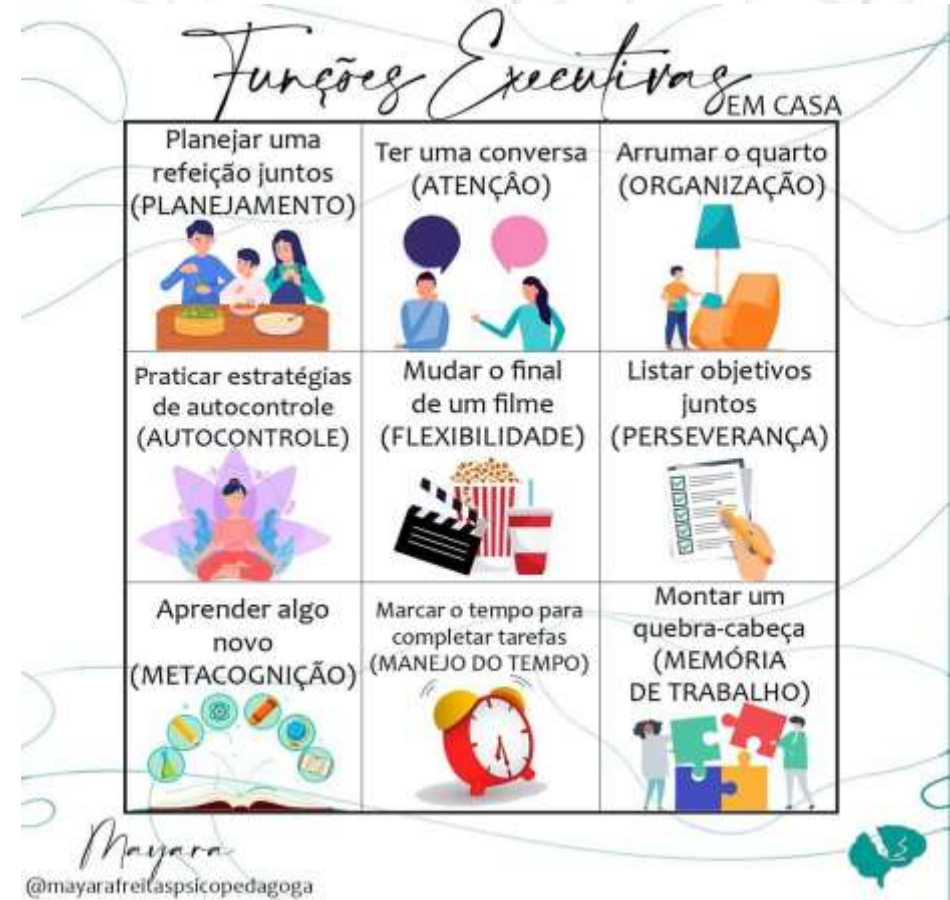 Funções Executivas
EM CASA
Planejar uma
refeição juntos
(PLANEJAMENTO)
Ter uma conversa
(ATENÇÂO)
Arrumar o quarto
(ORGANIZAÇÃO)
Praticar estratégias
de autocontrole
(AUTOCONTROLE)
Mudar o final
de um filme
(FLEXIBILIDADE)
Listar objetivos
juntos
(PERSEVERANÇA)
Aprender algo
novo
(METACOGNIÇÃO)
Marcar o tempo para
completar tarefas
(MANEJO DO TEMPO)
Montar um
quebra-cabeça
(MEMÓRIA
DE TRABALHO)
Mayara
@mayarafreitaspsicopedagoga